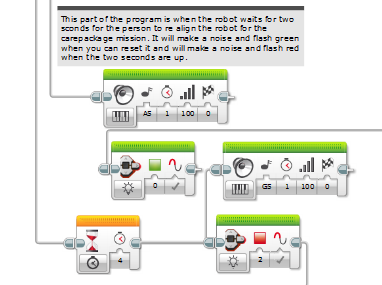 This part of the program is when the robot waits for two
sconds for the person to re align the robot for the
carepackage mission. It will make a noise and flash green
when you can reset it and will make a noise and flash red
when the two seconds are up.
A5 1 100 0
0
G5 1 100 0
4
2